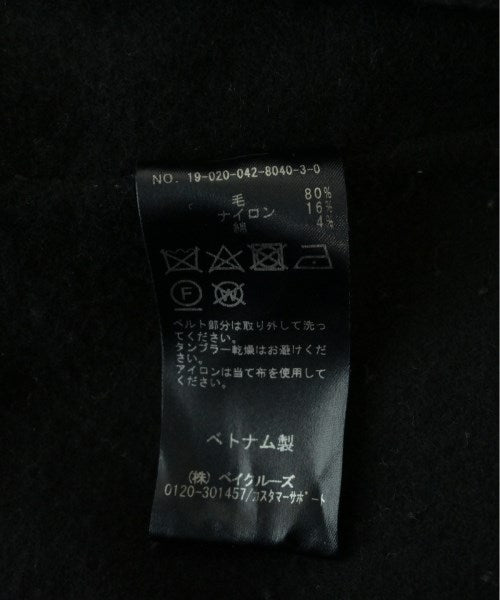 NO. 19-020-042-8040-3-0
毛 80%
ナイロン 16%
綿 4%
F W
ベルト部分は取り外して洗っ
てください。
タンブラー乾燥はお避けくだ
さい。
アイロンは当て布を使用して
ください。
ベトナム製
(株) ベイクルーズ
0120-301457/カスタマーサポート